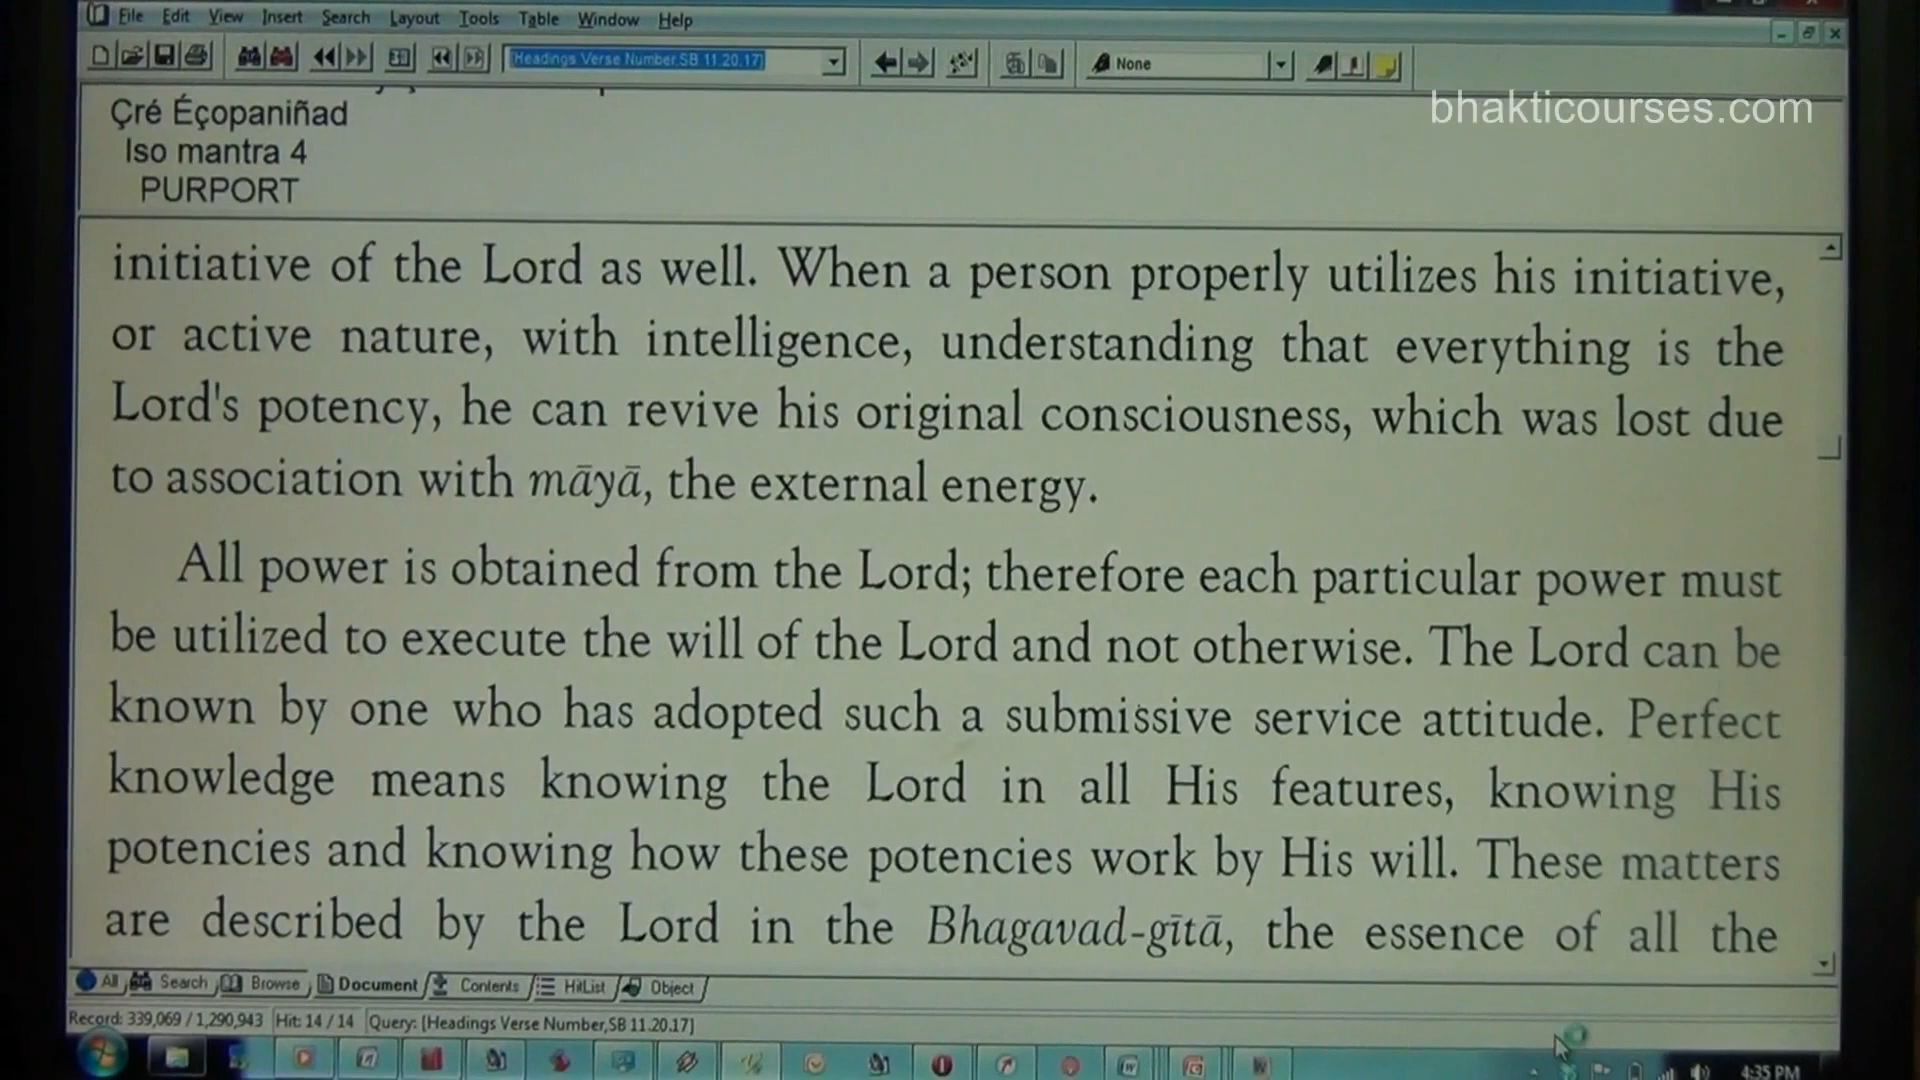 File Edit View Insert Search Layout Tools Table Window Help
[Headings Verse Number,SB 11.20.17] None
bhakticourses.com
Çré Éçopaniñad
Iso mantra 4
PURPORT
initiative of the Lord as well. When a person properly utilizes his initiative,
or active nature, with intelligence, understanding that everything is the
Lord's potency, he can revive his original consciousness, which was lost due
to association with māyā, the external energy.
All power is obtained from the Lord; therefore each particular power must
be utilized to execute the will of the Lord and not otherwise. The Lord can be
known by one who has adopted such a submissive service attitude. Perfect
knowledge means knowing the Lord in all His features, knowing His
potencies and knowing how these potencies work by His will. These matters
are described by the Lord in the Bhagavad-gītā, the essence of all the
All Search Browse Document Contents HitList Object
Record: 339,069 / 1,290,943 Hit: 14 / 14 Query: [Headings Verse Number,SB 11.20.17]
4:35 PM